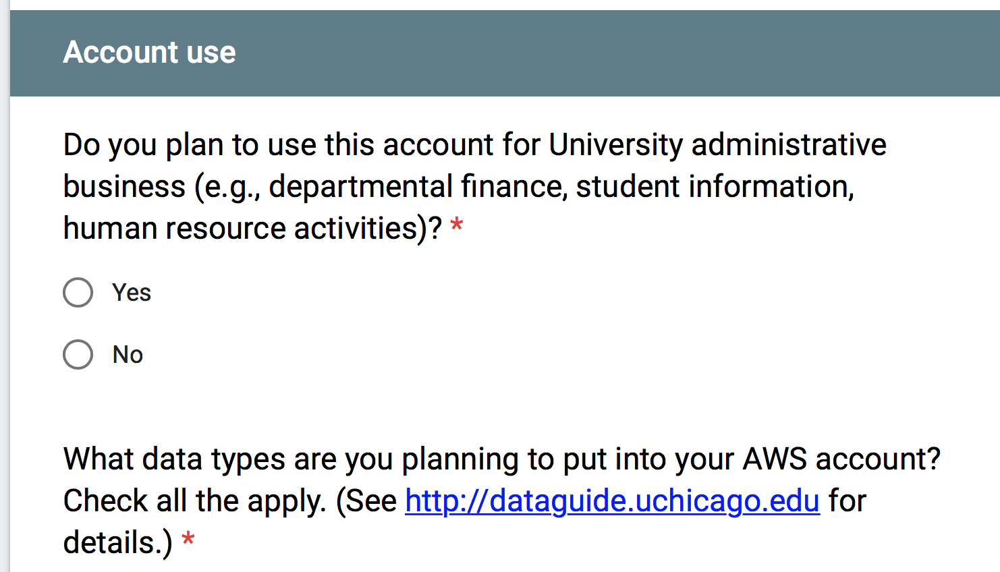 Account use
Do you plan to use this account for University administrative
business (e.g., departmental finance, student information,
human resource activities)? *
Yes
No
What data types are you planning to put into your AWS account?
Check all the apply. (See http://dataguide.uchicago.edu for
details.) *